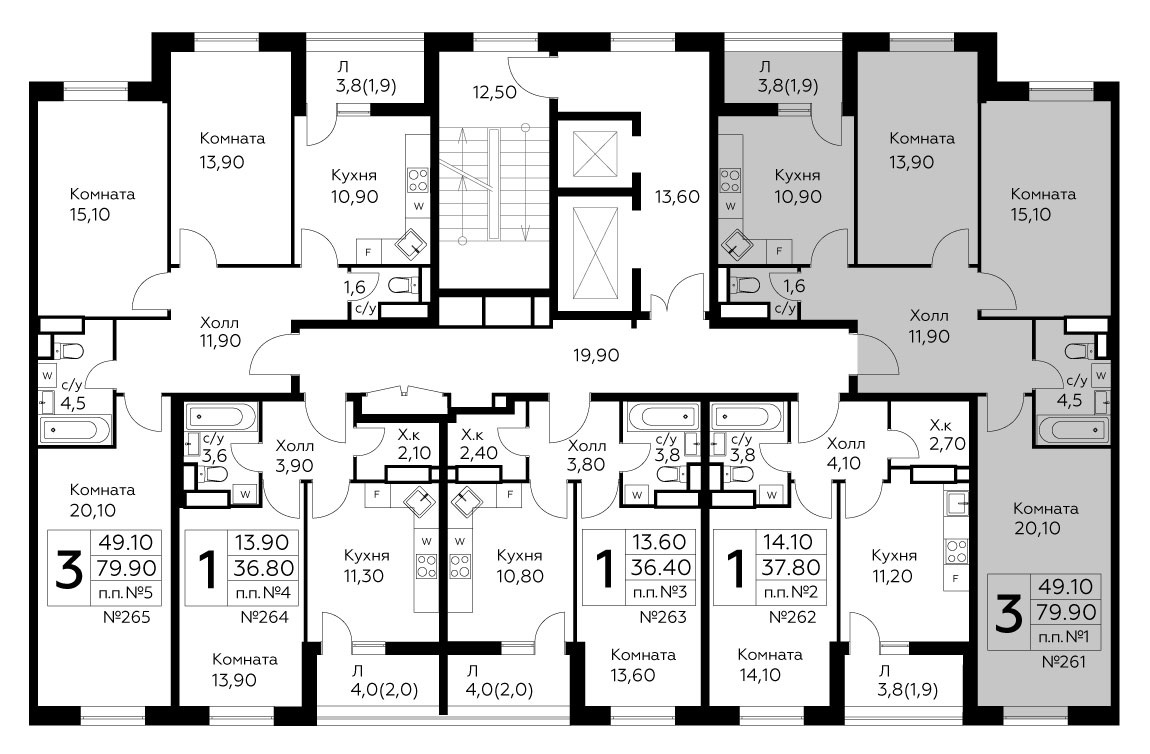 Л
3,8(1,9)
12,50
Л
3,8(1,9)
Комната
13,90
Комната
13,90
Кухня
10,90
W
F
13,60
Кухня
10,90
W
F
Комната
15,10
Комната
15,10
1,6
с/у
1,6
с/у
Холл
11,90
Холл
11,90
19,90
W
с/у
4,5
W
с/у
4,5
с/у
3,6
W
Холл
3,90
Х.к
2,10
Х.к
2,40
Холл
3,80
с/у
3,8
W
с/у
3,8
W
Холл
4,10
Х.к
2,70
Комната
20,10
F
W
W
F
Комната
20,10
3
49.10
79.90
п.п.№5
№265
1
13.90
36.80
п.п.№4
№264
Кухня
11,30
Кухня
10,80
1
13.60
36.40
п.п.№3
№263
1
14.10
37.80
п.п.№2
№262
Кухня
11,20
W
F
3
49.10
79.90
п.п.№1
№261
Комната
13,90
Л
4,0(2,0)
Л
4,0(2,0)
Комната
13,60
Комната
14,10
Л
3,8(1,9)